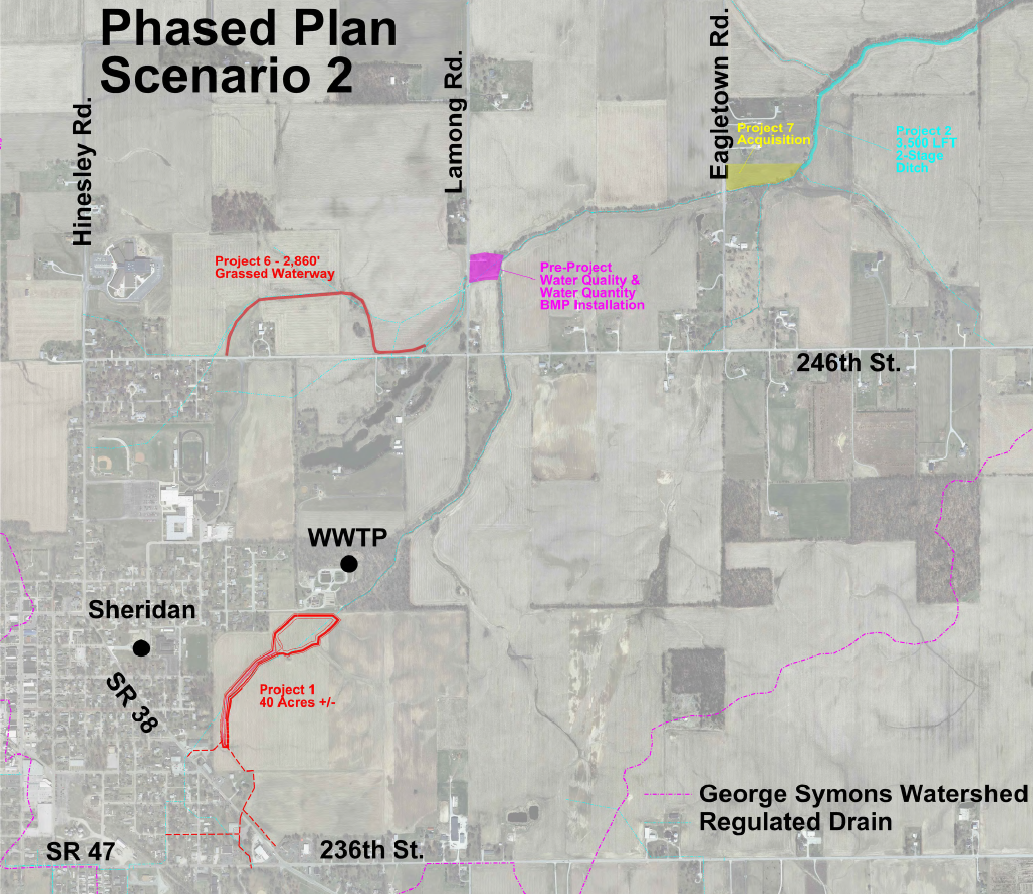 Phased Plan
Scenario 2
Hinesley Rd.
Lamong Rd.
Eagletown Rd.
Project 7
Acquisition
Project 2
3,500 LFT
2-Stage
Ditch
Project 6 - 2,860'
Grassed Waterway
Pre-Project
Water Quality &
Water Quantity
BMP Installation
246th St.
WWTP
Sheridan
SR 38
Project 1
40 Acres +/-
George Symons Watershed
Regulated Drain
SR 47
236th St.